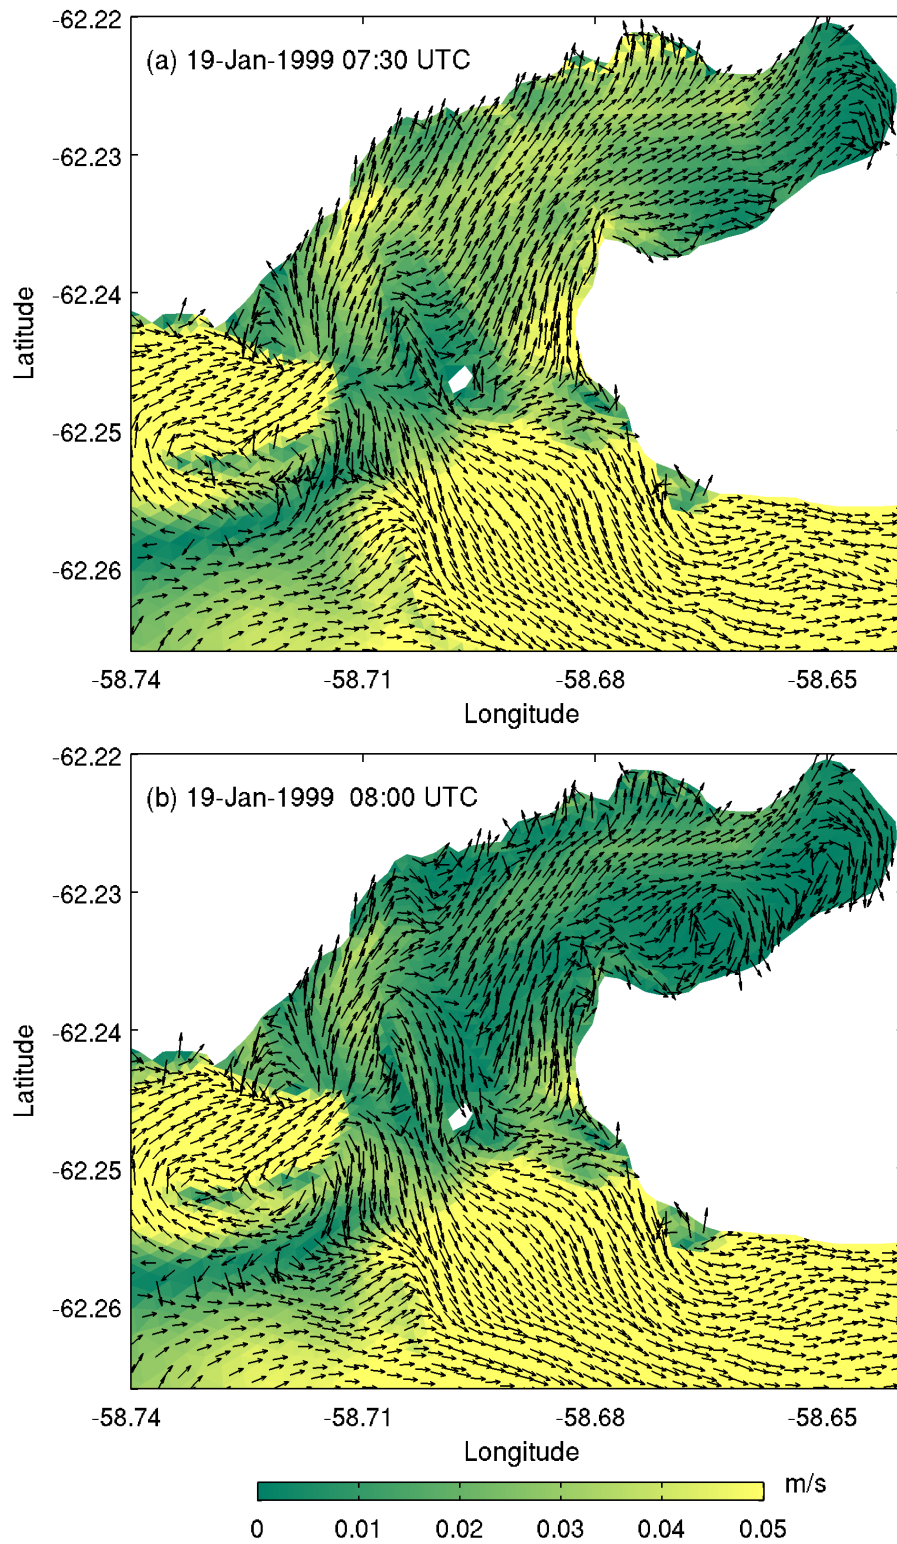 -62.22
(a) 19-Jan-1999 07:30 UTC
-62.23
-62.24
Latitude
-62.25
-62.26
-58.74 -58.71 -58.68 -58.65
Longitude
-62.22
(b) 19-Jan-1999 08:00 UTC
-62.23
-62.24
Latitude
-62.25
-62.26
-58.74 -58.71 -58.68 -58.65
Longitude
m/s
0 0.01 0.02 0.03 0.04 0.05